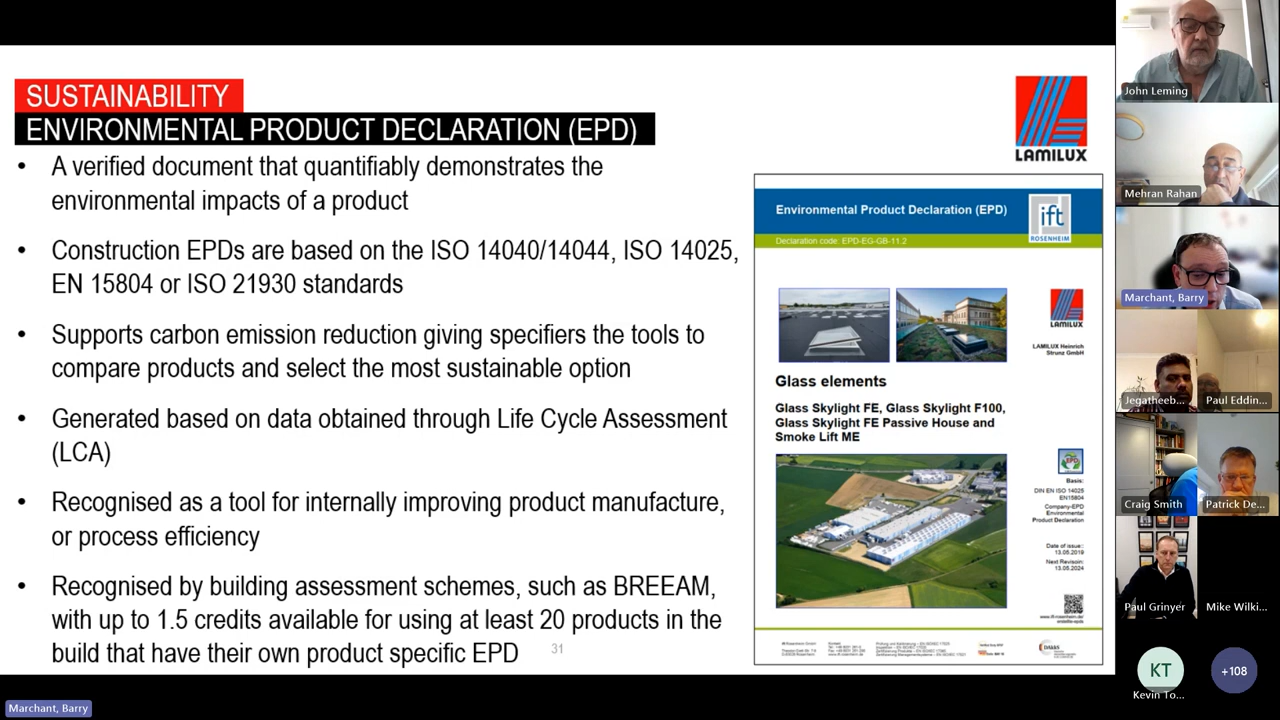 SUSTAINABILITY
ENVIRONMENTAL PRODUCT DECLARATION (EPD)
• A verified document that quantifiably demonstrates the
environmental impacts of a product
• Construction EPDs are based on the ISO 14040/14044, ISO 14025,
EN 15804 or ISO 21930 standards
• Supports carbon emission reduction giving specifiers the tools to
compare products and select the most sustainable option
• Generated based on data obtained through Life Cycle Assessment
(LCA)
• Recognised as a tool for internally improving product manufacture,
or process efficiency
• Recognised by building assessment schemes, such as BREEAM,
with up to 1.5 credits available for using at least 20 products in the
build that have their own product specific EPD
31
LAMILUX
Environmental Product Declaration (EPD)
ift
ROSENHEIM
Declaration code: EPD-EG-GB-11.2
LAMILUX
LAMILUX Heinrich
Strunz GmbH
Glass elements
Glass Skylight FE, Glass Skylight F100,
Glass Skylight FE Passive House and
Smoke Lift ME
EPD
Basis:
DIN EN ISO 14025
EN15804
Company-EPD
Environmental
Product Declaration
Date of issue:
13.05.2019
Next Revisoin:
13.05.2024
John Leming
Mehran Rahan
Marchant, Barry
Jegatheeb...
Paul Eddin...
Craig Smith
Patrick De...
Paul Grinyer
Mike Wilki...
KT
Kevin To...
+108
Marchant, Barry